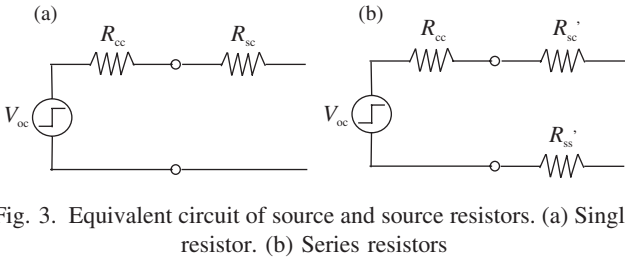 (a)
R_cc
R_sc
V_oc
(b)
R_cc
R_sc'
V_oc
R_ss'
Fig. 3. Equivalent circuit of source and source resistors. (a) Singl
resistor. (b) Series resistors